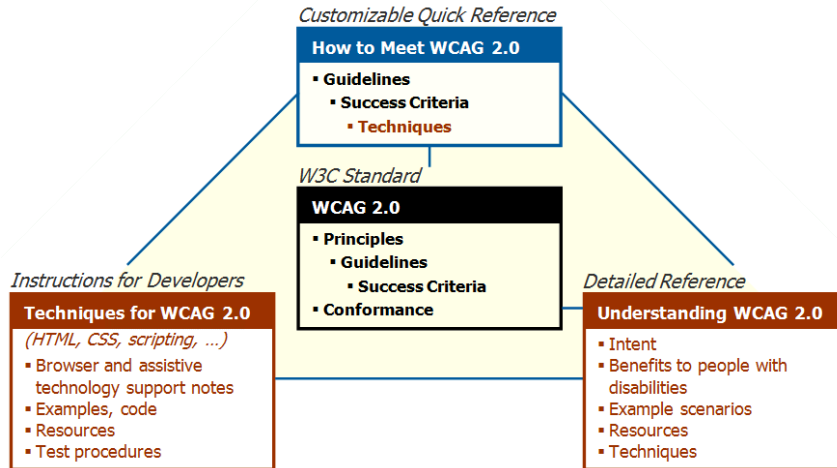 Customizable Quick Reference
How to Meet WCAG 2.0
▪ Guidelines
▪ Success Criteria
▪ Techniques
W3C Standard
WCAG 2.0
▪ Principles
▪ Guidelines
▪ Success Criteria
▪ Conformance
Instructions for Developers
Techniques for WCAG 2.0
(HTML, CSS, scripting, ...)
▪ Browser and assistive
technology support notes
▪ Examples, code
▪ Resources
▪ Test procedures
Detailed Reference
Understanding WCAG 2.0
▪ Intent
▪ Benefits to people with
disabilities
▪ Example scenarios
▪ Resources
▪ Techniques